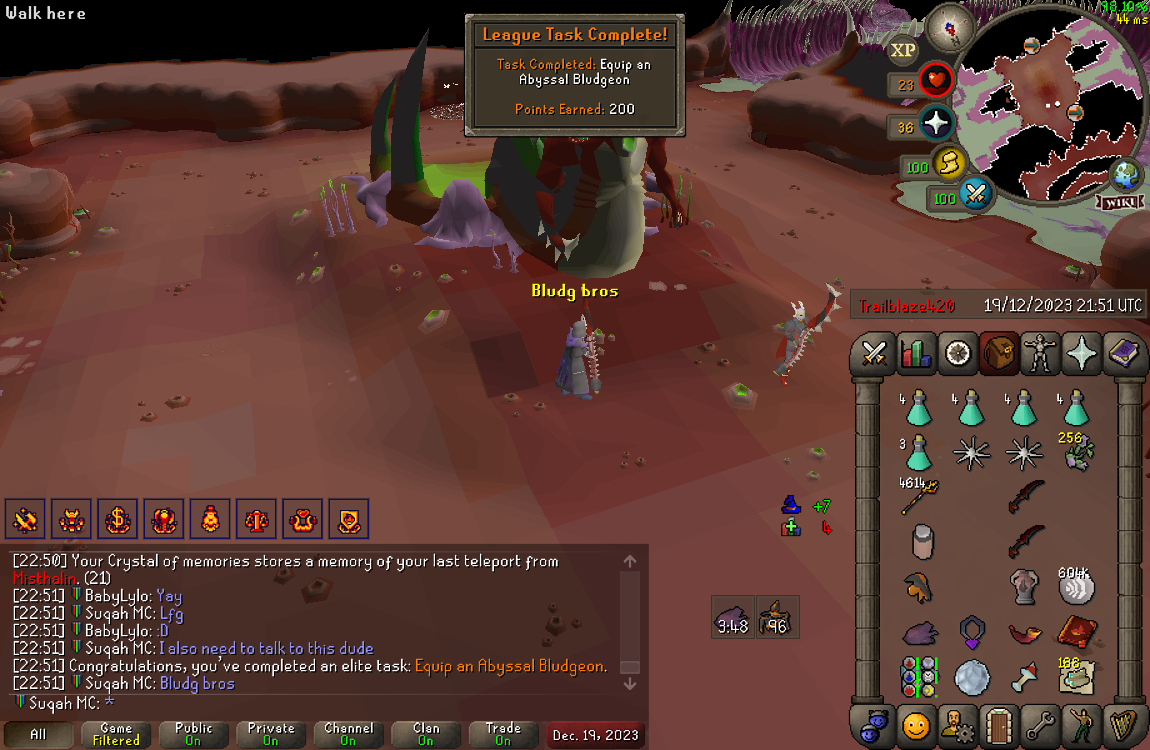 Walk here
League Task Complete!
Task Completed: Equip an
Abyssal Bludgeon
Points Earned: 200
18.10%
44 ms
XP
23
36
100
100
WIKI
Bludg bros
Trailblaze420 19/12/2023 21:51 UTC
4 4 4 4
3 256
4614
604K
188
+7
4
3:48 96
[22:50] Your Crystal of memories stores a memory of your last teleport from
Misthalin. (21)
[22:51] BabyLylo: Yay
[22:51] Suqah MC: Lfg
[22:51] BabyLylo: :D
[22:51] Suqah MC: I also need to talk to this dude
[22:51] Congratulations, you've completed an elite task: Equip an Abyssal Bludgeon.
[22:51] Suqah MC: Bludg bros
Suqah MC: *
All
Game
Filtered
Public
On
Private
On
Channel
On
Clan
On
Trade
On
Dec. 19, 2023